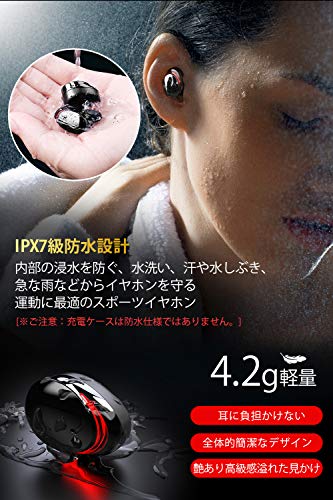 IPX7級防水設計
内部の浸水を防ぐ、水洗い、汗や水しぶき、
急な雨などからイヤホンを守る
運動に最適のスポーツイヤホン
[※ご注意：充電ケースは防水仕様ではありません。]
4.2g軽量
耳に負担かけない
全体的簡潔なデザイン
艶あり高級感溢れた見かけ